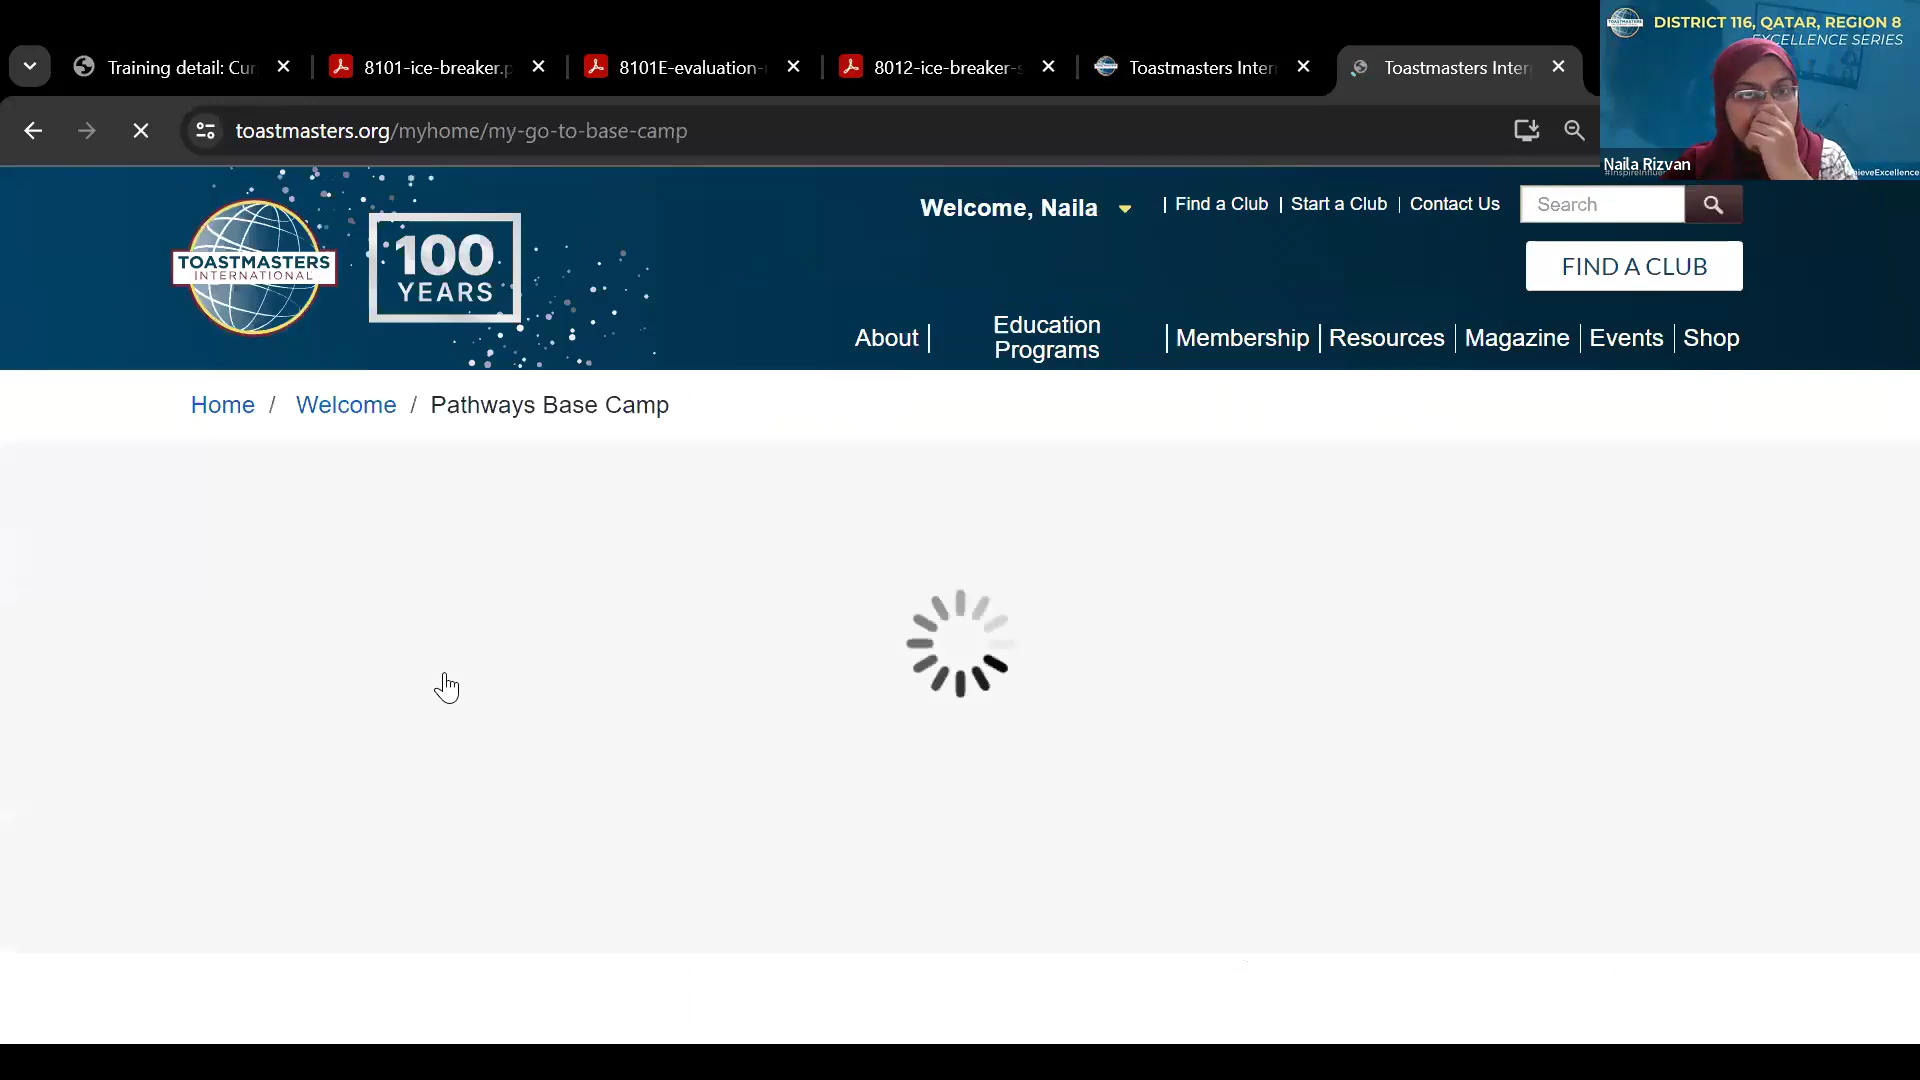 Training detail: Cur
8101-ice-breaker.p
8101E-evaluation-
8012-ice-breaker-s
Toastmasters Inter
Toastmasters Inter
DISTRICT 116, QATAR, REGION 8
EXCELLENCE SERIES
toastmasters.org/myhome/my-go-to-base-camp
Naila Rizvan
TOASTMASTERS
INTERNATIONAL
100
YEARS
Welcome, Naila
Find a Club
Start a Club
Contact Us
Search
FIND A CLUB
About
Education
Programs
Membership
Resources
Magazine
Events
Shop
Home / Welcome / Pathways Base Camp